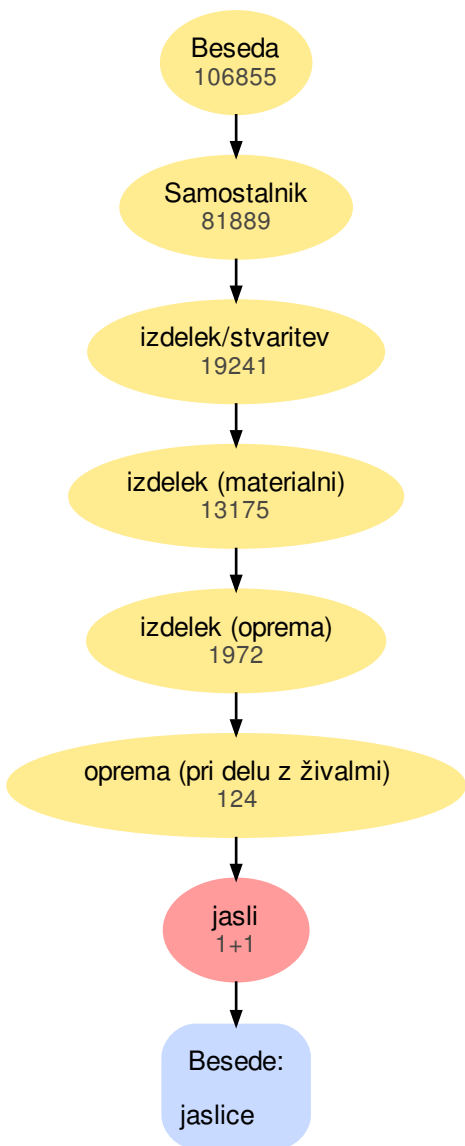 Beseda
106855
Samostalnik
81889
izdelek/stvaritev
19241
izdelek (materialni)
13175
izdelek (oprema)
1972
oprema (pri delu z živalmi)
124
jasli
1+1
Besede:
jaslice